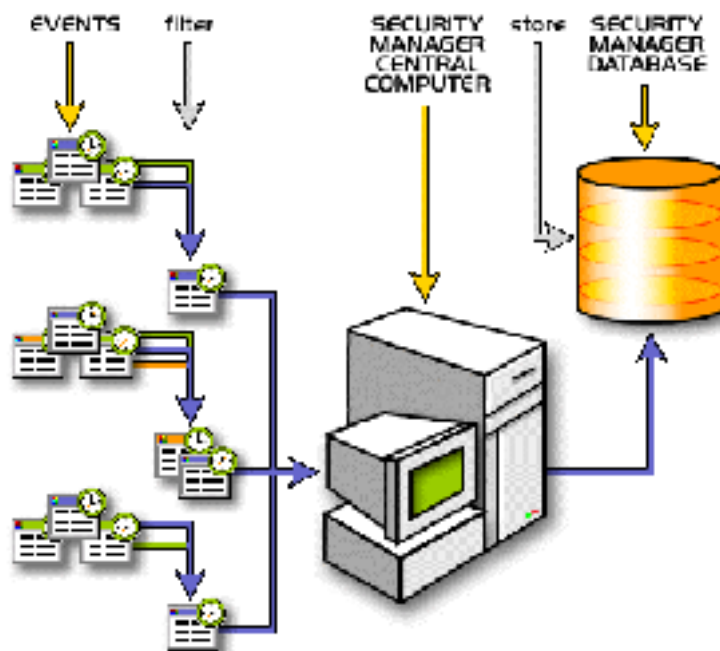 EVENTS
filter
SECURITY
MANAGER
CENTRAL
COMPUTER
store
SECURITY
MANAGER
DATABASE